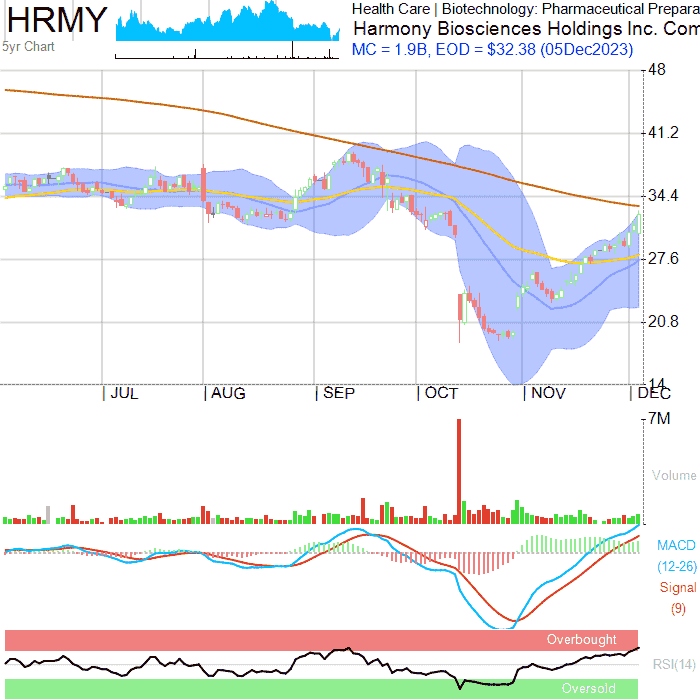 HRMY
5yr Chart
Health Care | Biotechnology: Pharmaceutical Prepara
Harmony Biosciences Holdings Inc. Com
MC = 1.9B, EOD = $32.38 (05Dec2023)
48
41.2
34.4
27.6
20.8
14
JUL AUG SEP OCT NOV DEC
7M
Volume
MACD
(12-26)
Signal
(9)
Overbought
RSI(14)
Oversold